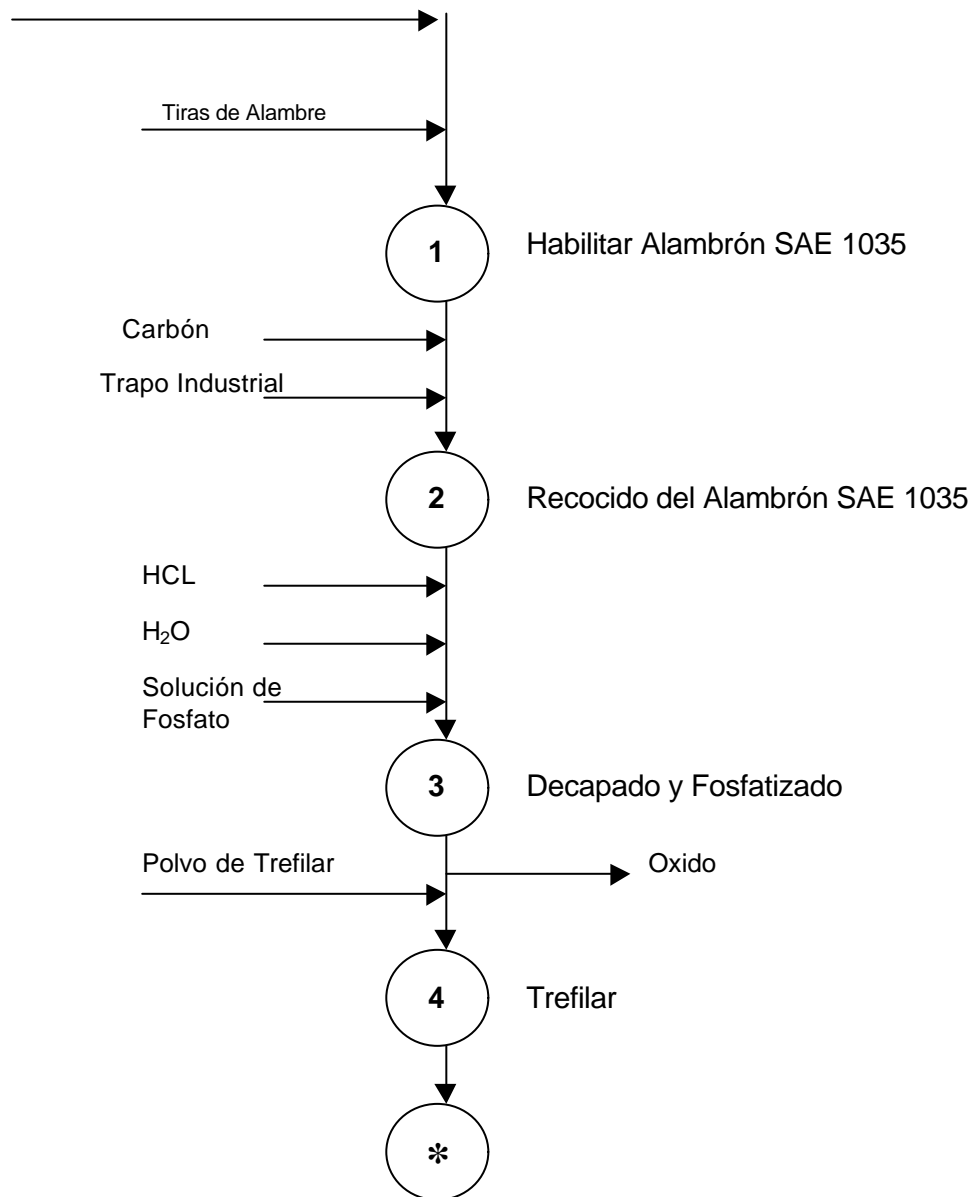 Tiras de Alambre
1
Habilitar Alambrón SAE 1035
Carbón
Trapo Industrial
2
Recocido del Alambrón SAE 1035
HCL
H₂O
Solución de
Fosfato
3
Decapado y Fosfatizado
Polvo de Trefilar
Oxido
4
Trefilar
*